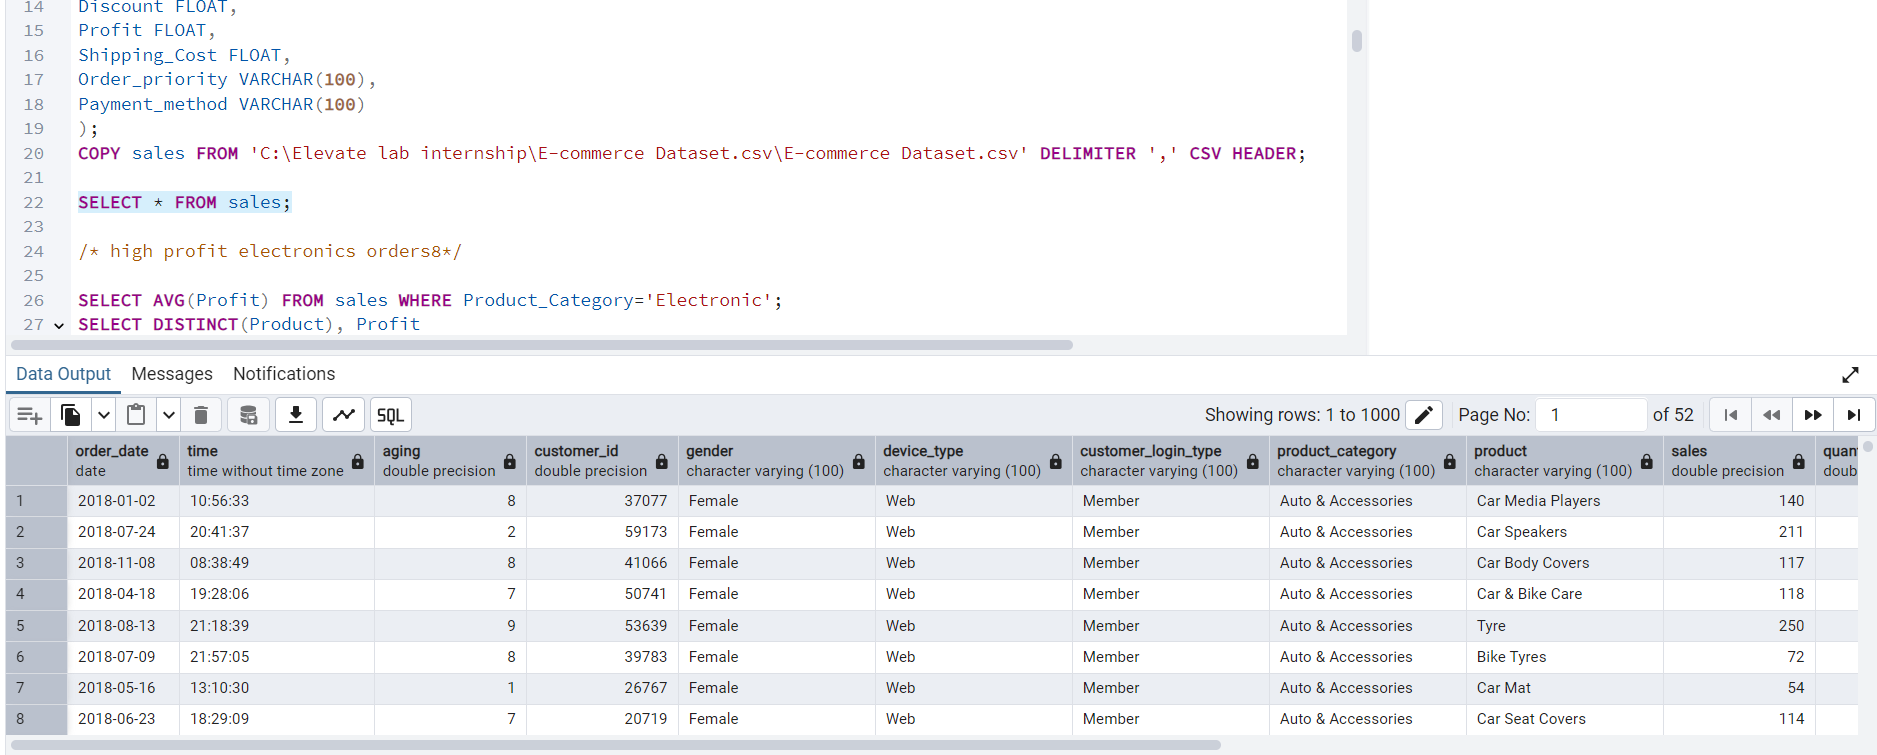 14 Discount FLOAT,
15 Profit FLOAT,
16 Shipping_Cost FLOAT,
17 Order_priority VARCHAR(100),
18 Payment_method VARCHAR(100)
19 );
20 COPY sales FROM 'C:\Elevate lab internship\E-commerce Dataset.csv\E-commerce Dataset.csv' DELIMITER ',' CSV HEADER;
21
22 SELECT * FROM sales;
23
24 /* high profit electronics orders8*/
25
26 SELECT AVG(Profit) FROM sales WHERE Product_Category='Electronic';
27 SELECT DISTINCT(Product), Profit
Data Output Messages Notifications
SQL Showing rows: 1 to 1000 Page No: 1 of 52
order_date time aging customer_id gender device_type customer_login_type product_category product sales quan
date time without time zone double precision double precision character varying (100) character varying (100) character varying (100) character varying (100) character varying (100) double precision doub
1 2018-01-02 10:56:33 8 37077 Female Web Member Auto & Accessories Car Media Players 140
2 2018-07-24 20:41:37 2 59173 Female Web Member Auto & Accessories Car Speakers 211
3 2018-11-08 08:38:49 8 41066 Female Web Member Auto & Accessories Car Body Covers 117
4 2018-04-18 19:28:06 7 50741 Female Web Member Auto & Accessories Car & Bike Care 118
5 2018-08-13 21:18:39 9 53639 Female Web Member Auto & Accessories Tyre 250
6 2018-07-09 21:57:05 8 39783 Female Web Member Auto & Accessories Bike Tyres 72
7 2018-05-16 13:10:30 1 26767 Female Web Member Auto & Accessories Car Mat 54
8 2018-06-23 18:29:09 7 20719 Female Web Member Auto & Accessories Car Seat Covers 114